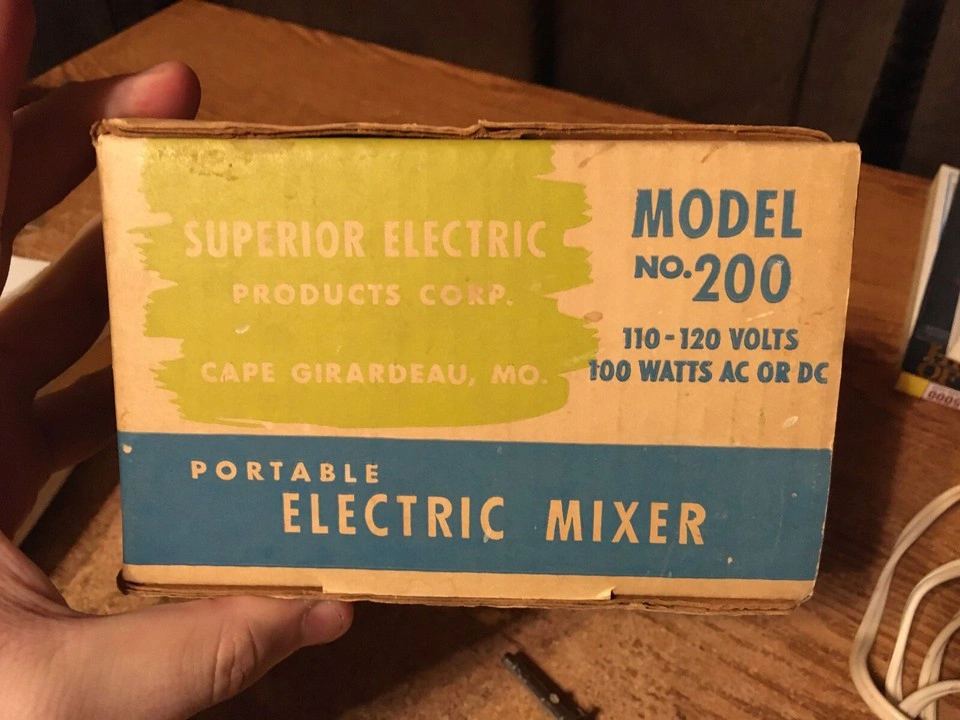 SUPERIOR ELECTRIC
PRODUCTS CORP.
CAPE GIRARDEAU, MO.
MODEL
NO. 200
110-120 VOLTS
100 WATTS AC OR DC
PORTABLE
ELECTRIC MIXER